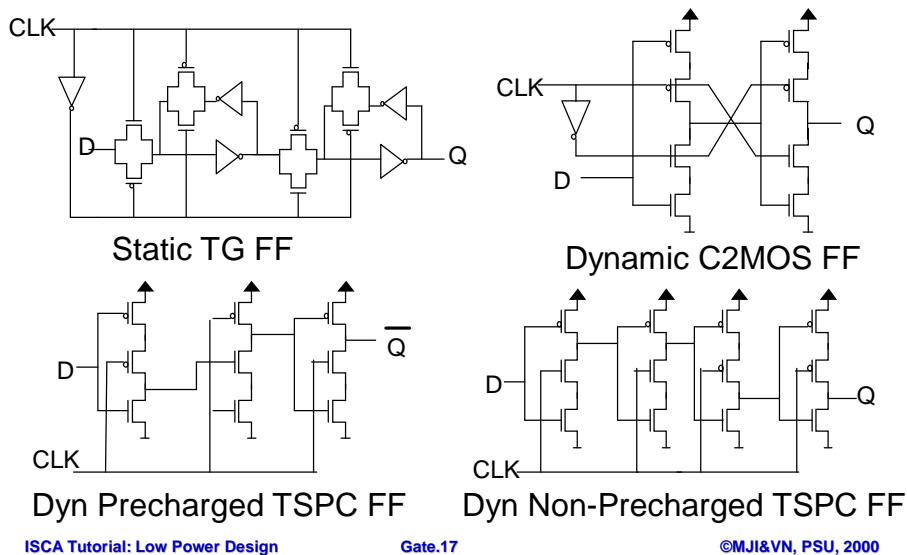 CLK
D
Q
Static TG FF
CLK
D
Q
Dynamic C2MOS FF
D
Q
CLK
Dyn Precharged TSPC FF
D
Q
CLK
Dyn Non-Precharged TSPC FF
ISCA Tutorial: Low Power Design
Gate.17
©MJI&VN, PSU, 2000